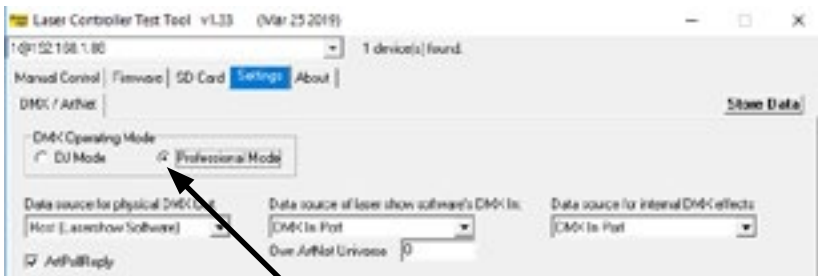 Laser Controller Test Tool v1.33 (Mar 25 2019)
1 device(s) found.
Manual Control Firmware SD Card Settings About
DMX / ArtNet Store Data
DMX Operating Mode
DJ Mode Professional Mode
Data source for physical DMX Data source of laser show software's DMX In: Data source for internal DMX effects
Host (Lasershow Software) DMX In Port DMX In Port
Own ArtNet Universe 0
ArtPollReply